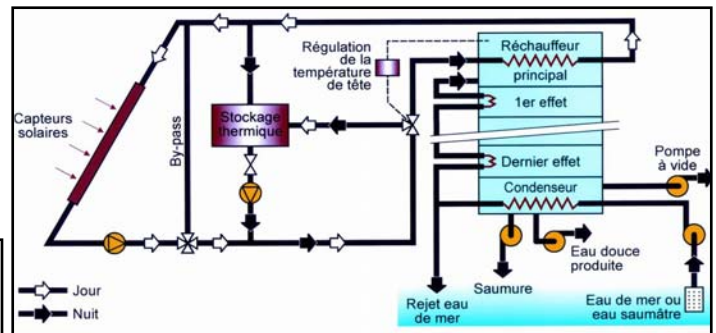 Régulation
de la
température
de tête
Réchauffeur
principal
1er effet
Dernier effet
Condenseur
Capteurs
solaires
By-pass
Stockage
thermique
Pompe
à vide
Eau douce
produite
Saumure
Rejet eau
de mer
Eau de mer ou
eau saumâtre
Jour
Nuit